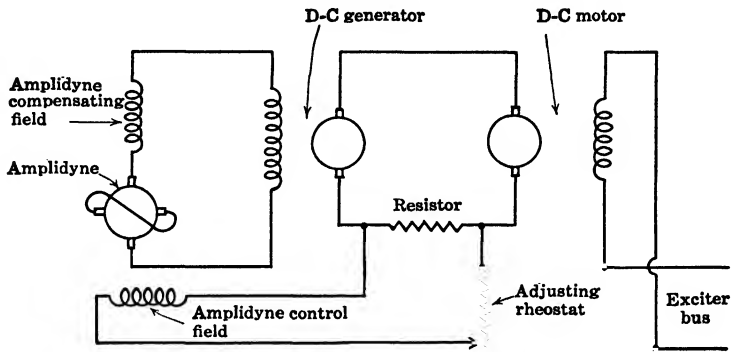 D-C generator
D-C motor
Amplidyne
compensating
field
Amplidyne
Resistor
Adjusting
rheostat
Exciter
bus
Amplidyne control
field